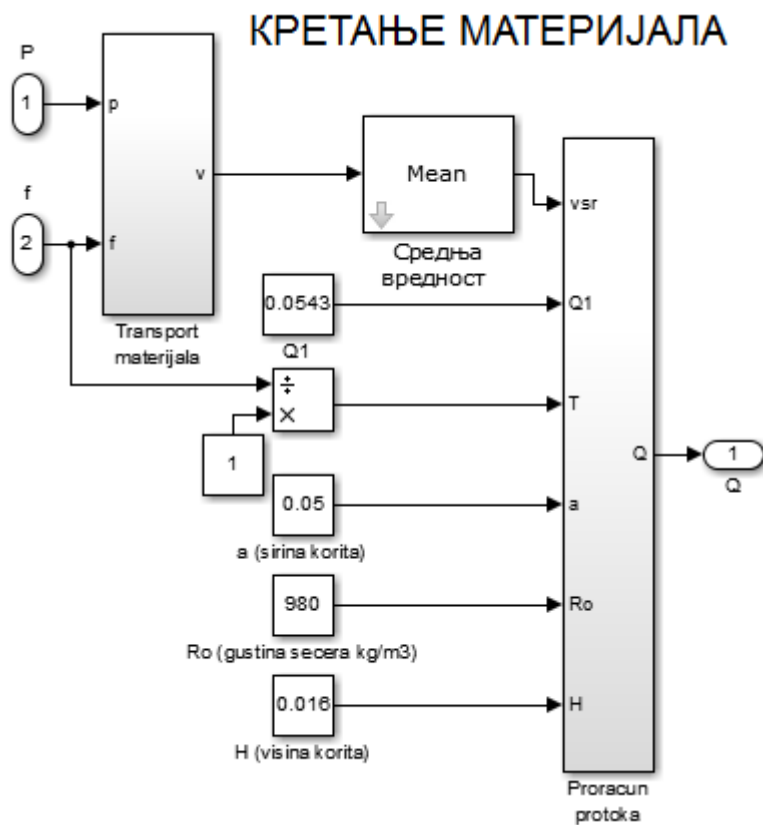 КРЕТАЊЕ МАТЕРИЈАЛА
P
1
p
v
f
2
f
Transport
materijala
Mean
Средња
вредност
vsr
0.0543
Q1
Q1
÷
×
T
1
0.05
a
a (sirina korita)
980
Ro
Ro (gustina secera kg/m3)
0.016
H
H (visina korita)
Q
1
Q
Proracun
protoka